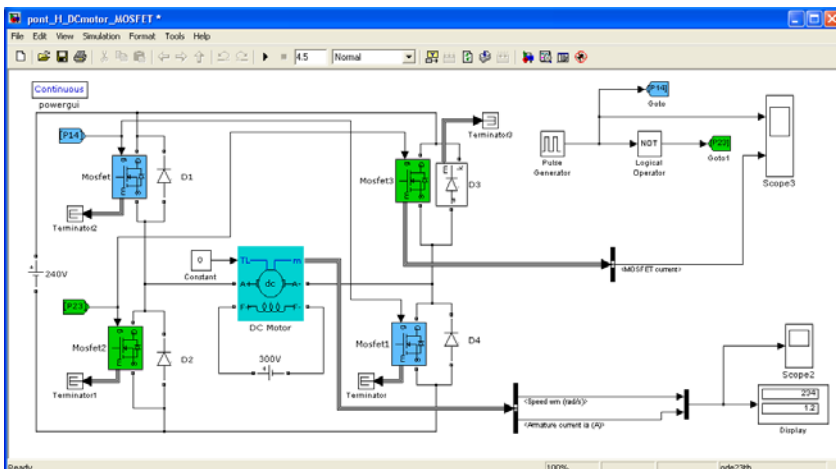 pont_H_DCmotor_MOSFET *
File Edit View Simulation Format Tools Help
4.5 Normal
Continuous
powergui
[P14]
Goto
[P14]
Terminator3
g
Mosfet
D1
Mosfet3
D3
Pulse
Generator
NOT
Logical
Operator
[P23]
Goto1
Scope3
Terminator2
240V
0
Constant
TL m
A+ dc A-
F+ F-
DC Motor
<MOSFET current>
[P23]
Mosfet2
D2
Mosfet1
D4
300V
Scope2
Terminator1
Terminator
<Speed wm (rad/s)>
<Armature current ia (A)>
234
1.2
Display
Ready 100% ode23tb